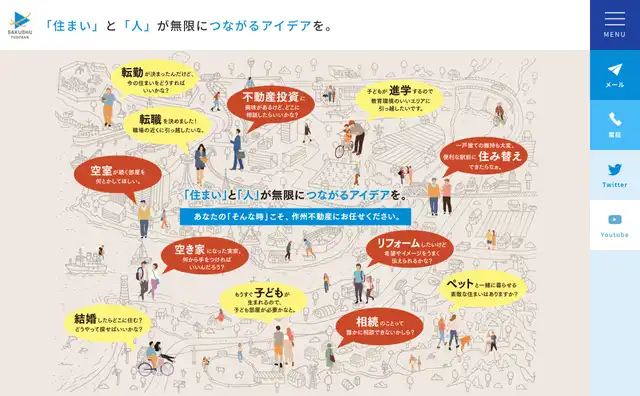 SAKUSHU
FUDOSAN
「住まい」と「人」が無限につながるアイデアを。
MENU
メール
電話
Twitter
Youtube
転勤が決まったんだけど、
今の住まいをどうすれば
いいかな？
不動産投資に
興味があるけど、どこに
相談したらいいかな？
子どもが進学するので
教育環境のいいエリアに
引っ越したいです。
転職を決めました！
職場の近くに引っ越したいな。
一戸建ての維持も大変。
便利な駅前に住み替え
できたらなぁ。
空室が続く部屋を
何とかしてほしい。
「住まい」と「人」が無限につながるアイデアを。
あなたの「そんな時」こそ、作州不動産にお任せください。
空き家になった実家。
何から手をつければ
いいんだろう？
リフォームしたいけど
希望やイメージをうまく
伝えられるかな？
もうすぐ子どもが
生まれるので、
子ども部屋が必要かなと。
ペットと一緒に暮らせる
素敵な住まいはありますか？
結婚したらどこに住む？
どうやって探せばいいかな？
相続のことって
誰かに相談できないかしら？